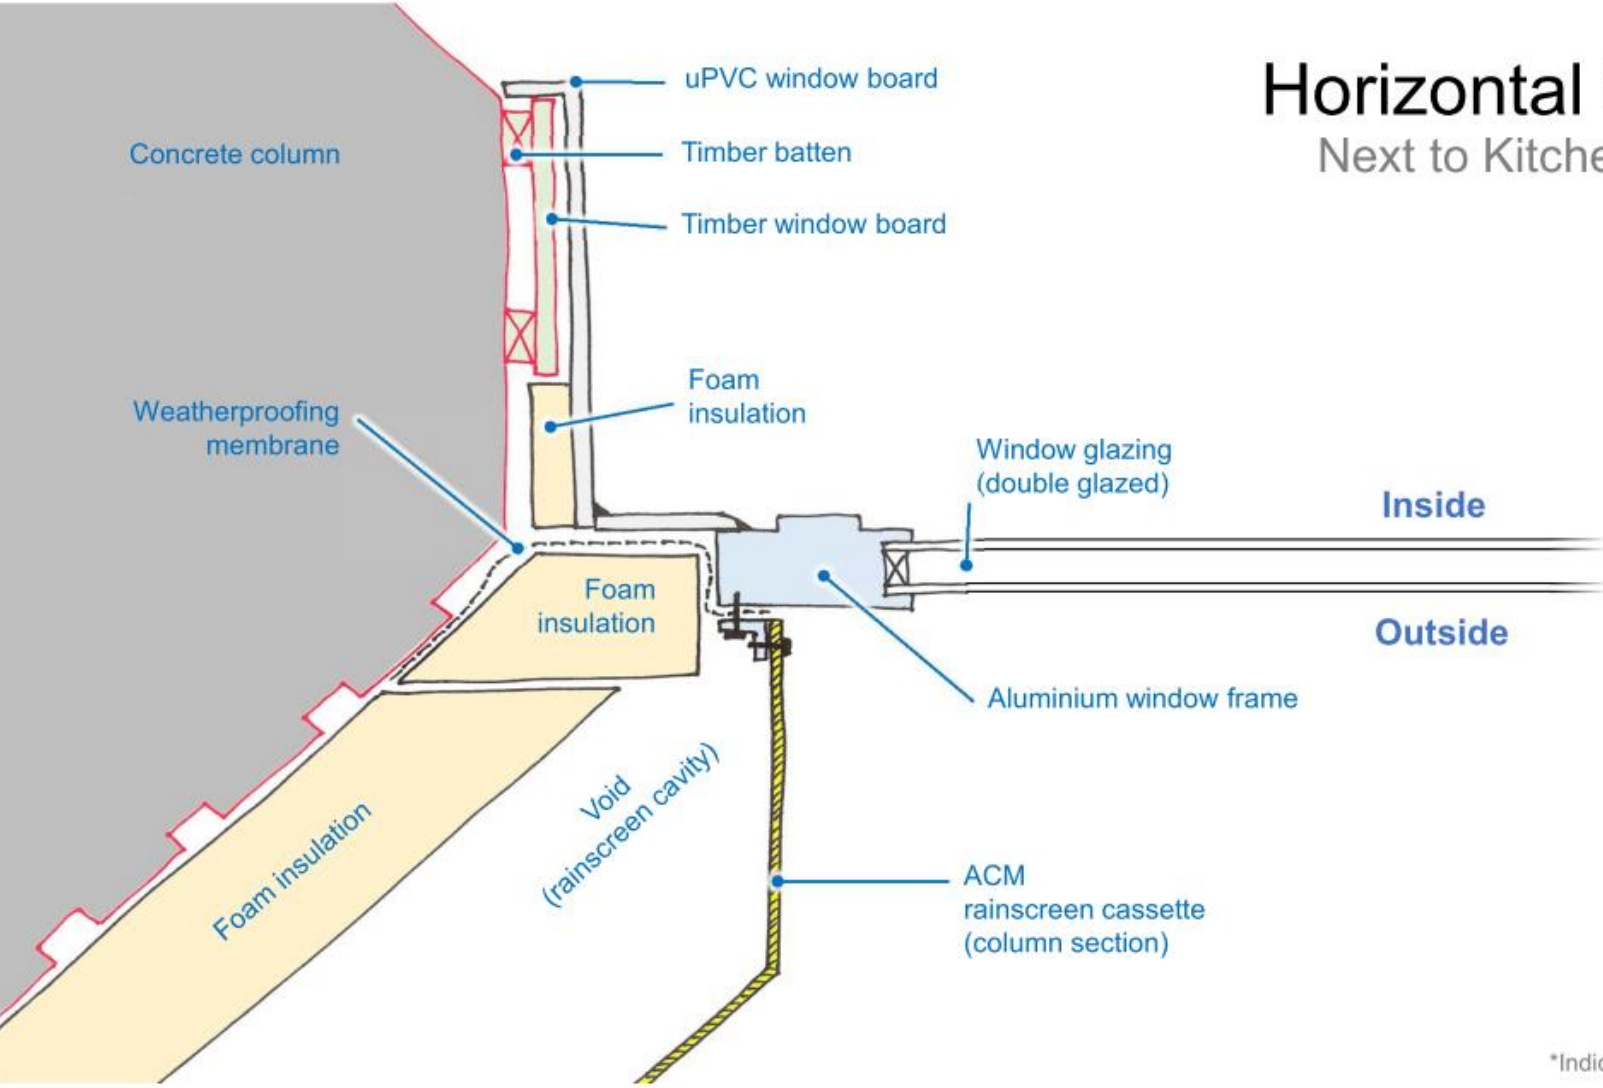 Horizontal
Next to Kitche
uPVC window board
Concrete column
Timber batten
Timber window board
Foam
insulation
Weatherproofing
membrane
Window glazing
(double glazed)
Inside
Foam
insulation
Outside
Aluminium window frame
Void
(rainscreen cavity)
Foam insulation
ACM
rainscreen cassette
(column section)
*Indic